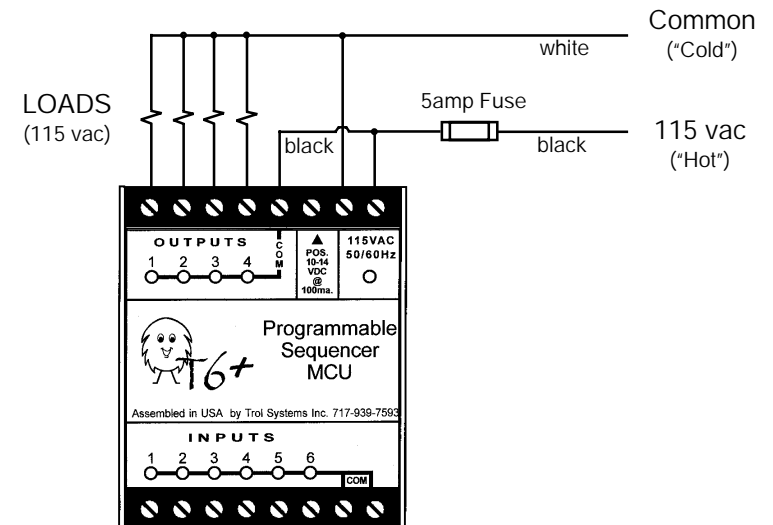 Common
("Cold")
white
LOADS
(115 vac)
5amp Fuse
115 vac
("Hot")
black
black
OUTPUTS
1 2 3 4
COM
POS.
10-14
VDC
@
100ma.
115VAC
50/60Hz
Programmable
Sequencer
MCU
T6+
Assembled in USA by Trol Systems Inc. 717-939-7593
INPUTS
1 2 3 4 5 6
COM